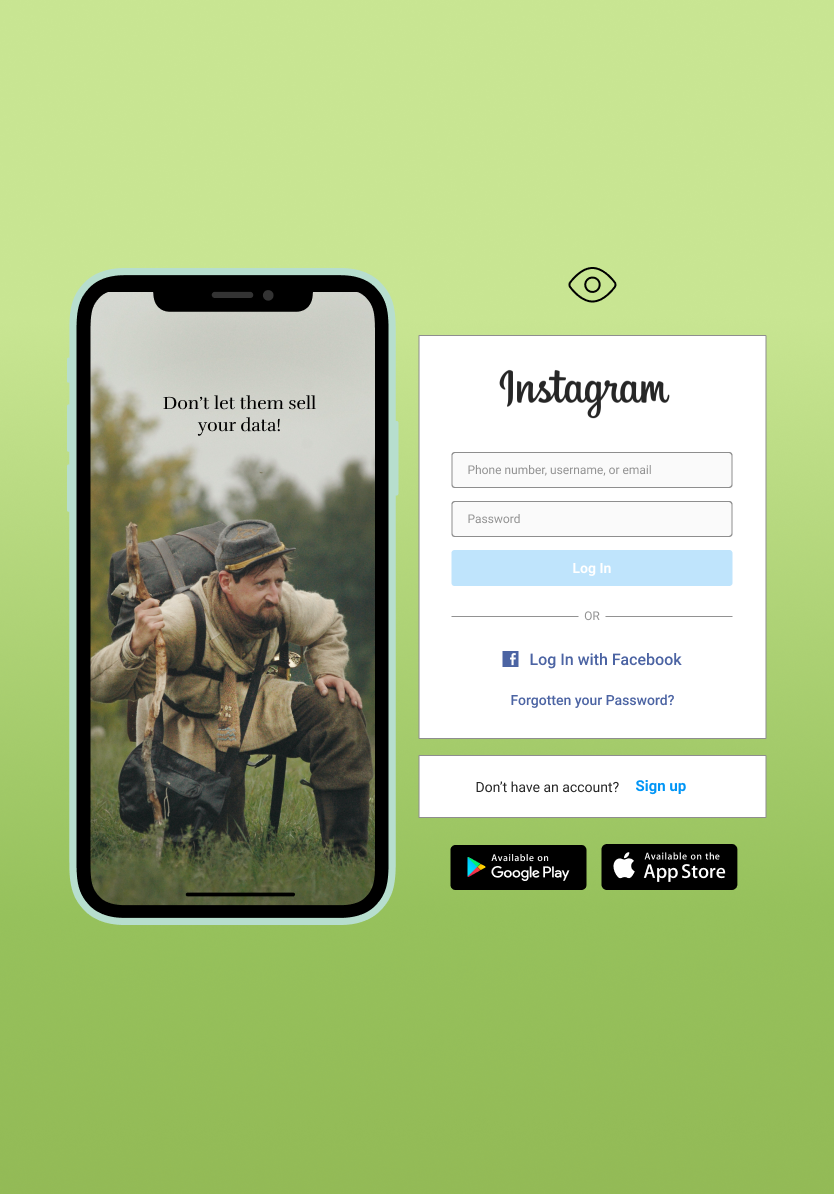 Don’t let them sell
your data!
Instagram
Phone number, username, or email
Password
Log In
OR
Log In with Facebook
Forgotten your Password?
Don’t have an account? Sign up
Available on
Google Play
Available on the
App Store